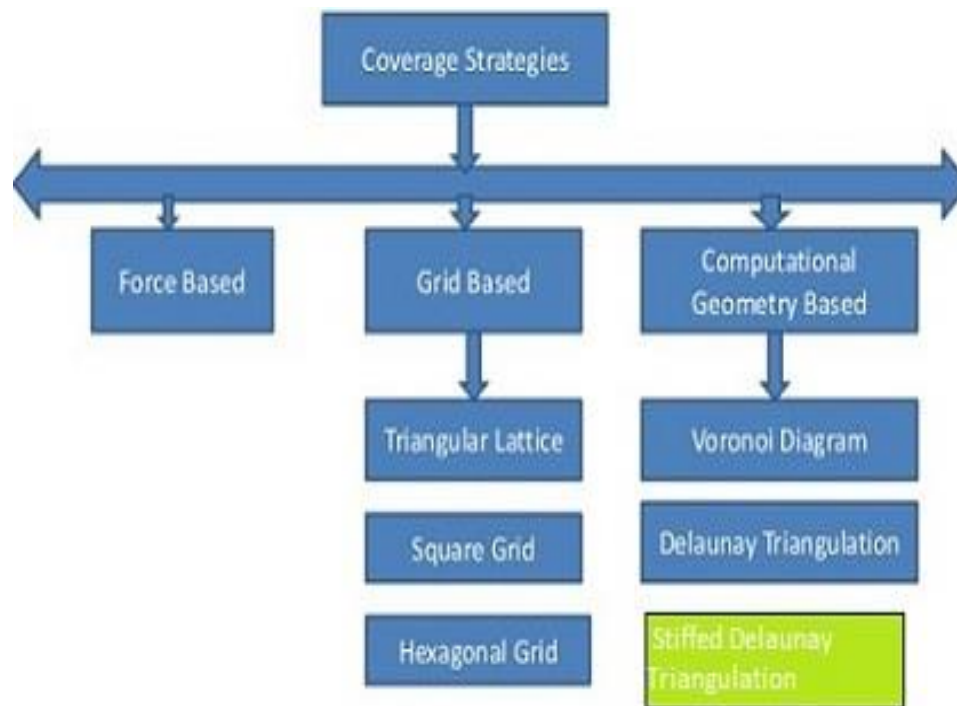 Coverage Strategies
Force Based
Grid Based
Computational
Geometry Based
Triangular Lattice
Voronoi Diagram
Square Grid
Delaunay Triangulation
Hexagonal Grid
Stiffed Delaunay
Triangulation